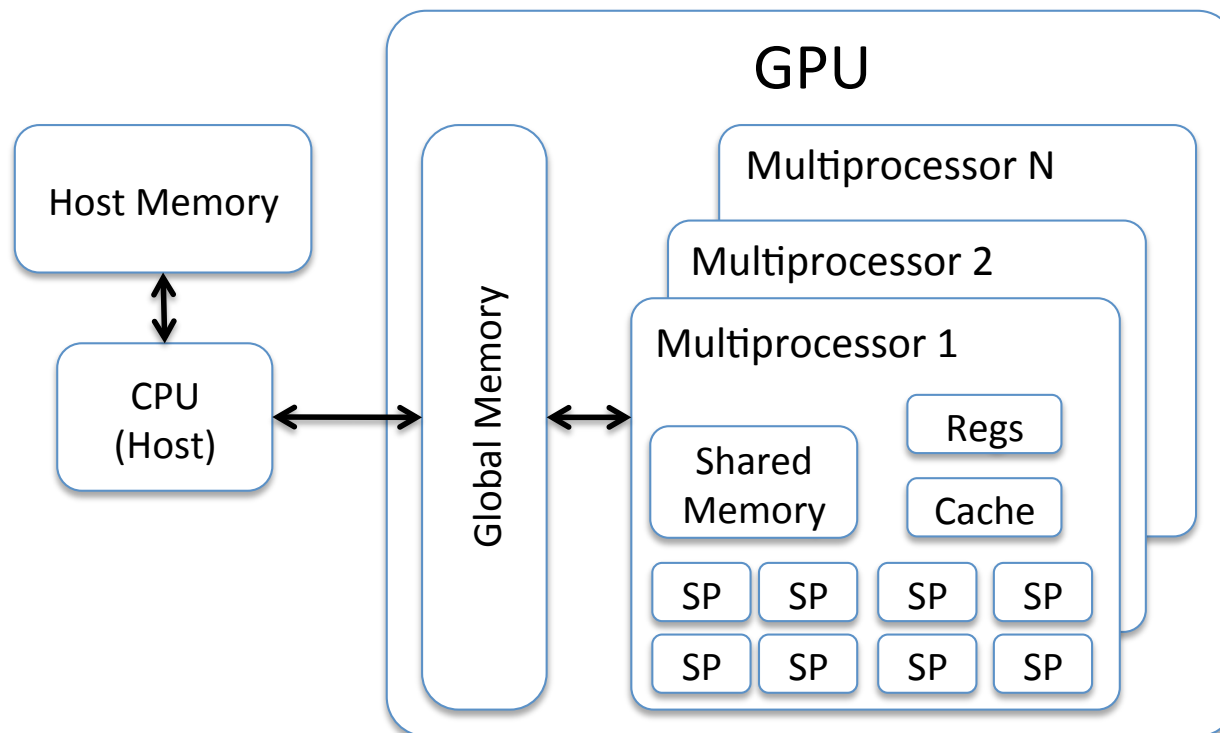 GPU
Host Memory
CPU
(Host)
Global Memory
Multiprocessor N
Multiprocessor 2
Multiprocessor 1
Shared
Memory
Regs
Cache
SP SP SP SP
SP SP SP SP